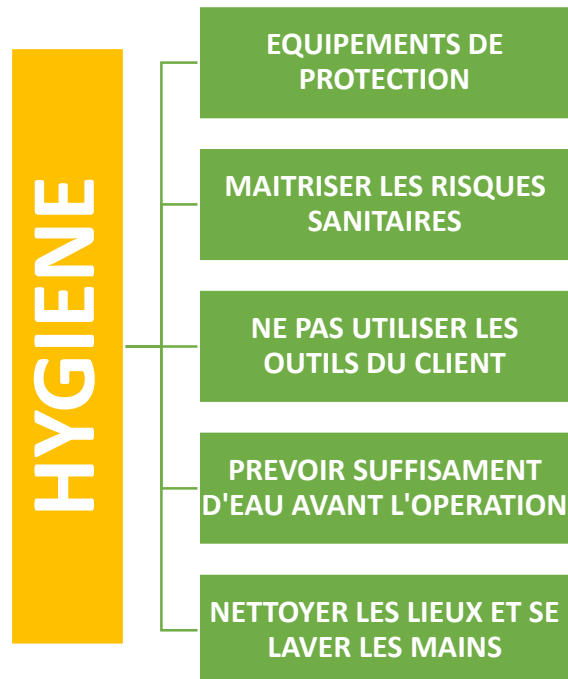 HYGIENE
EQUIPEMENTS DE
PROTECTION
MAITRISER LES RISQUES
SANITAIRES
NE PAS UTILISER LES
OUTILS DU CLIENT
PREVOIR SUFFISAMENT
D'EAU AVANT L'OPERATION
NETTOYER LES LIEUX ET SE
LAVER LES MAINS